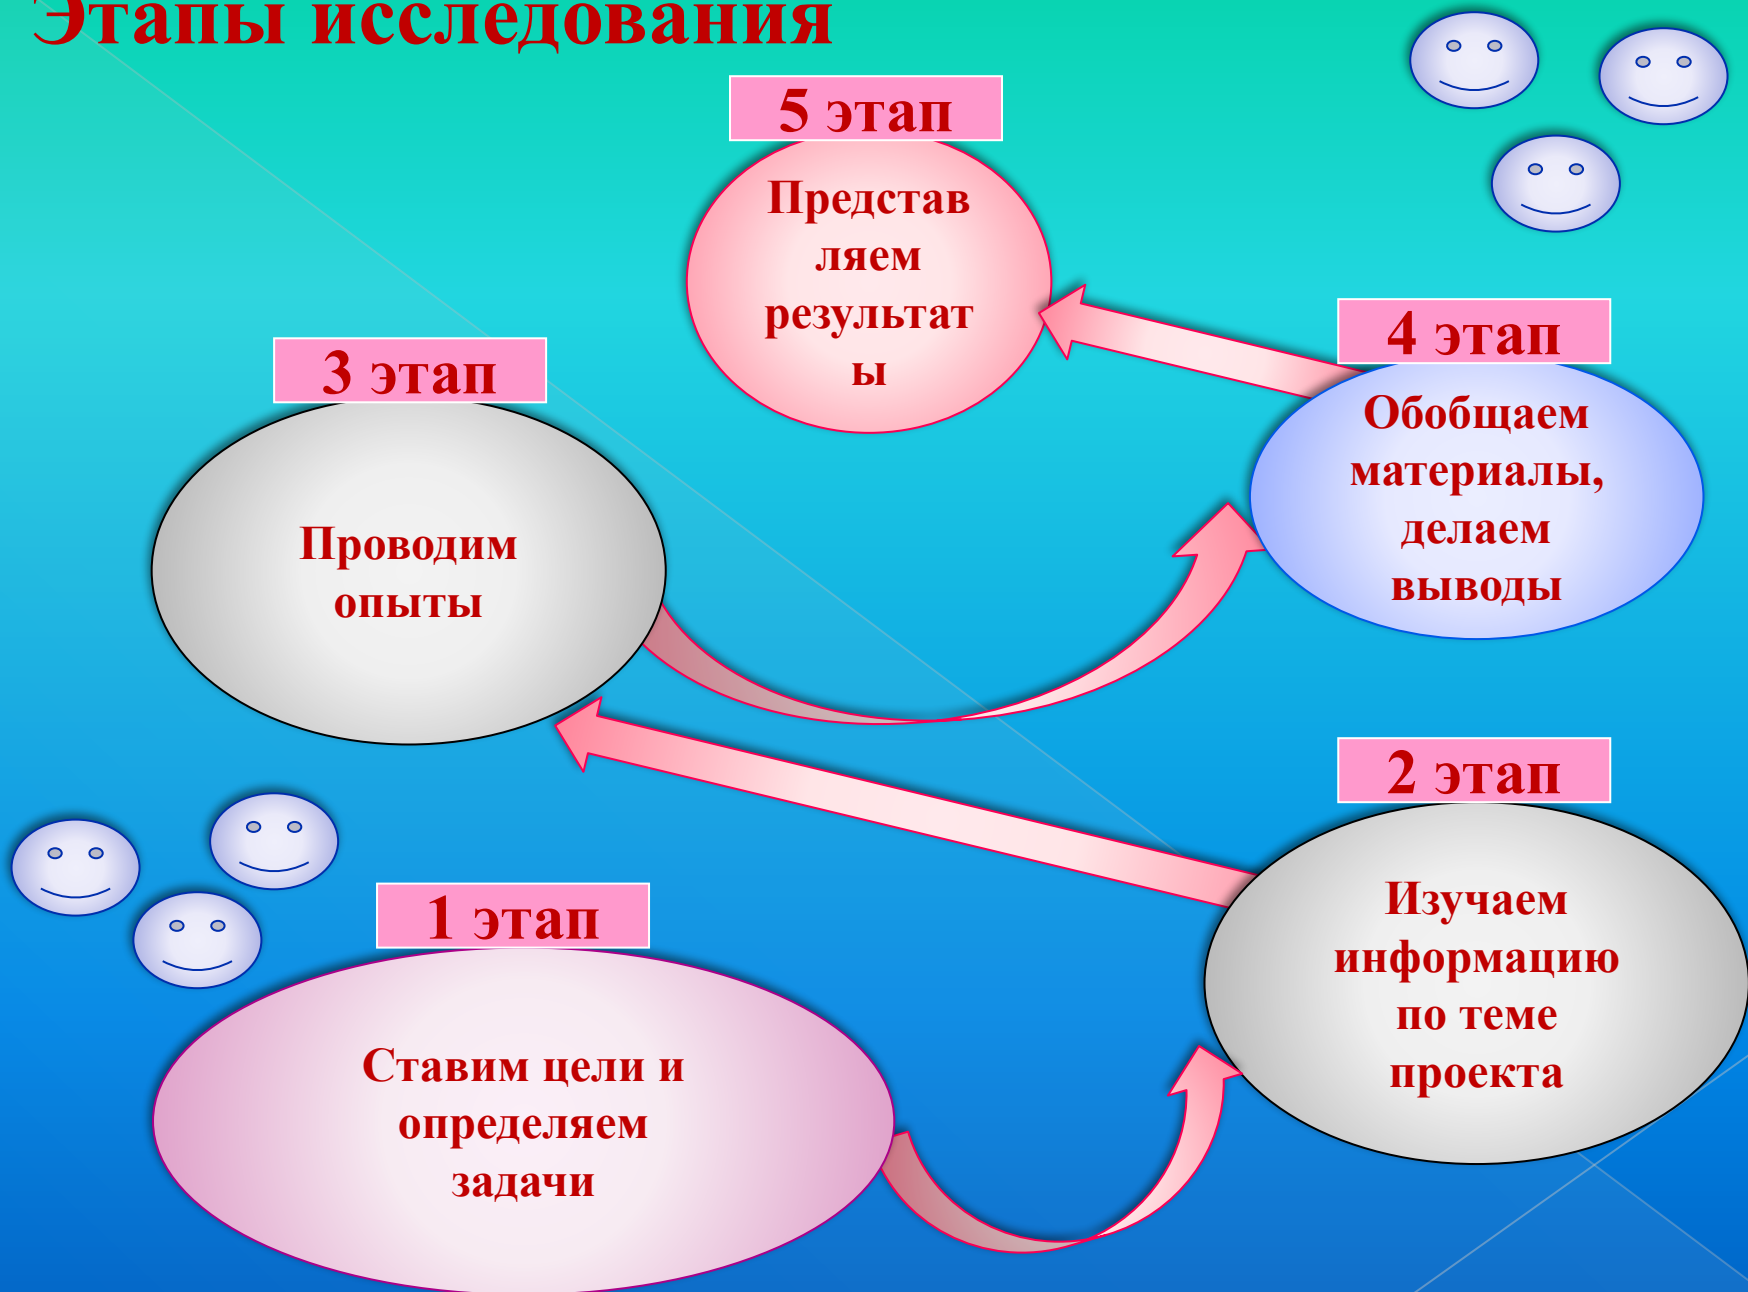 Этапы исследования
5 этап
Представ
ляем
результат
ы
4 этап
Обобщаем
материалы,
делаем
выводы
3 этап
Проводим
опыты
2 этап
Изучаем
информацию
по теме
проекта
1 этап
Ставим цели и
определяем
задачи